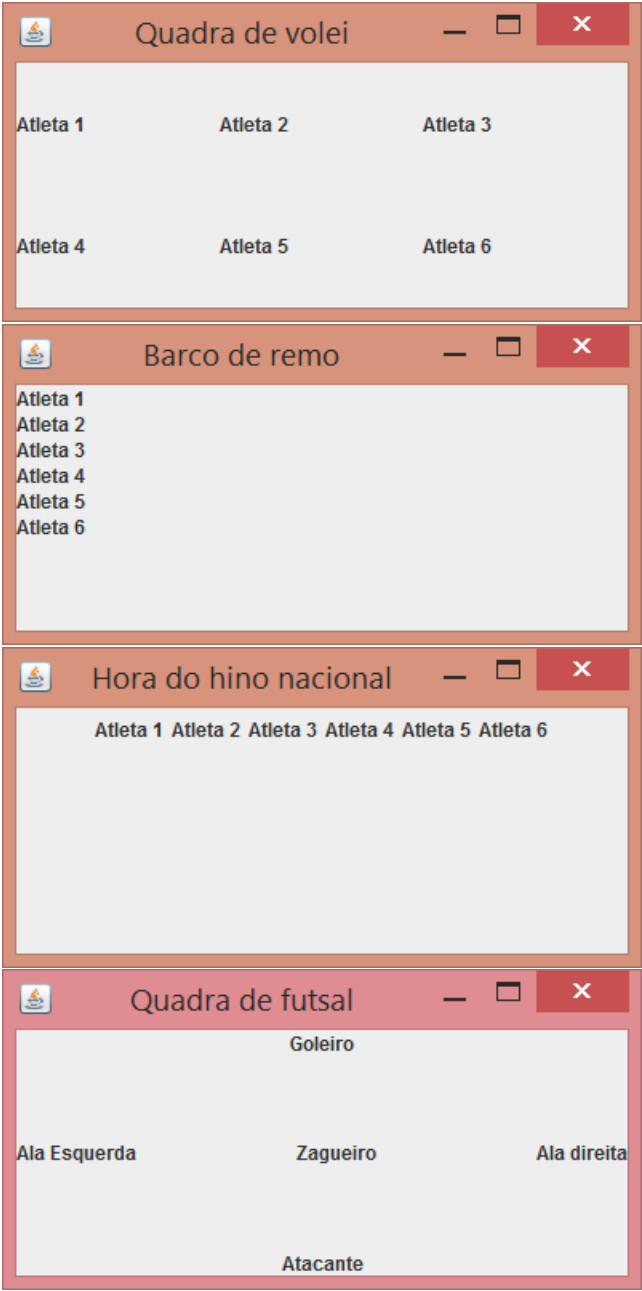 Quadra de volei
Atleta 1 Atleta 2 Atleta 3
Atleta 4 Atleta 5 Atleta 6
Barco de remo
Atleta 1
Atleta 2
Atleta 3
Atleta 4
Atleta 5
Atleta 6
Hora do hino nacional
Atleta 1 Atleta 2 Atleta 3 Atleta 4 Atleta 5 Atleta 6
Quadra de futsal
Goleiro
Ala Esquerda Zagueiro Ala direita
Atacante